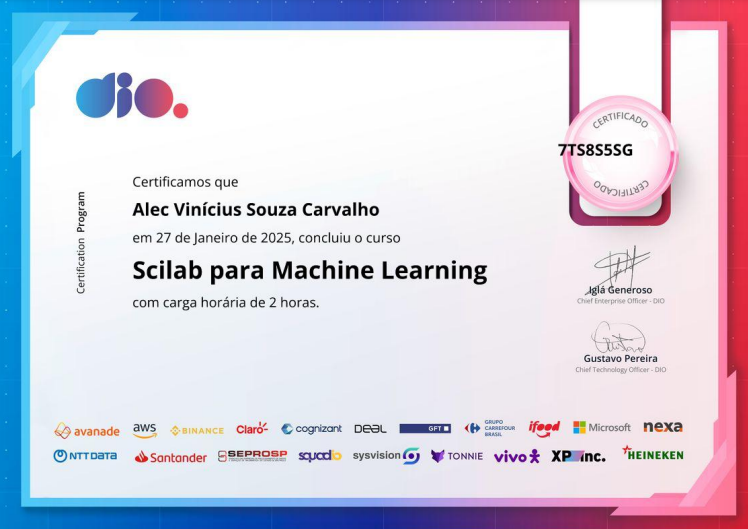 dio.
CERTIFICADO
7TS8S5SG
CERTIFICADO
Certification Program
Certificamos que
Alec Vinícius Souza Carvalho
em 27 de Janeiro de 2025, concluiu o curso
Scilab para Machine Learning
com carga horária de 2 horas.
Iglá Generoso
Chief Enterprise Officer - DIO
Gustavo Pereira
Chief Technology Officer - DIO
avanade aws BINANCE Claro cognizant DEAL GFT GRUPO CARREFOUR BRASIL ifood Microsoft nexa
NTT DATA Santander SEPROSP squadio sysvision TONNIE vivo XP inc. HEINEKEN